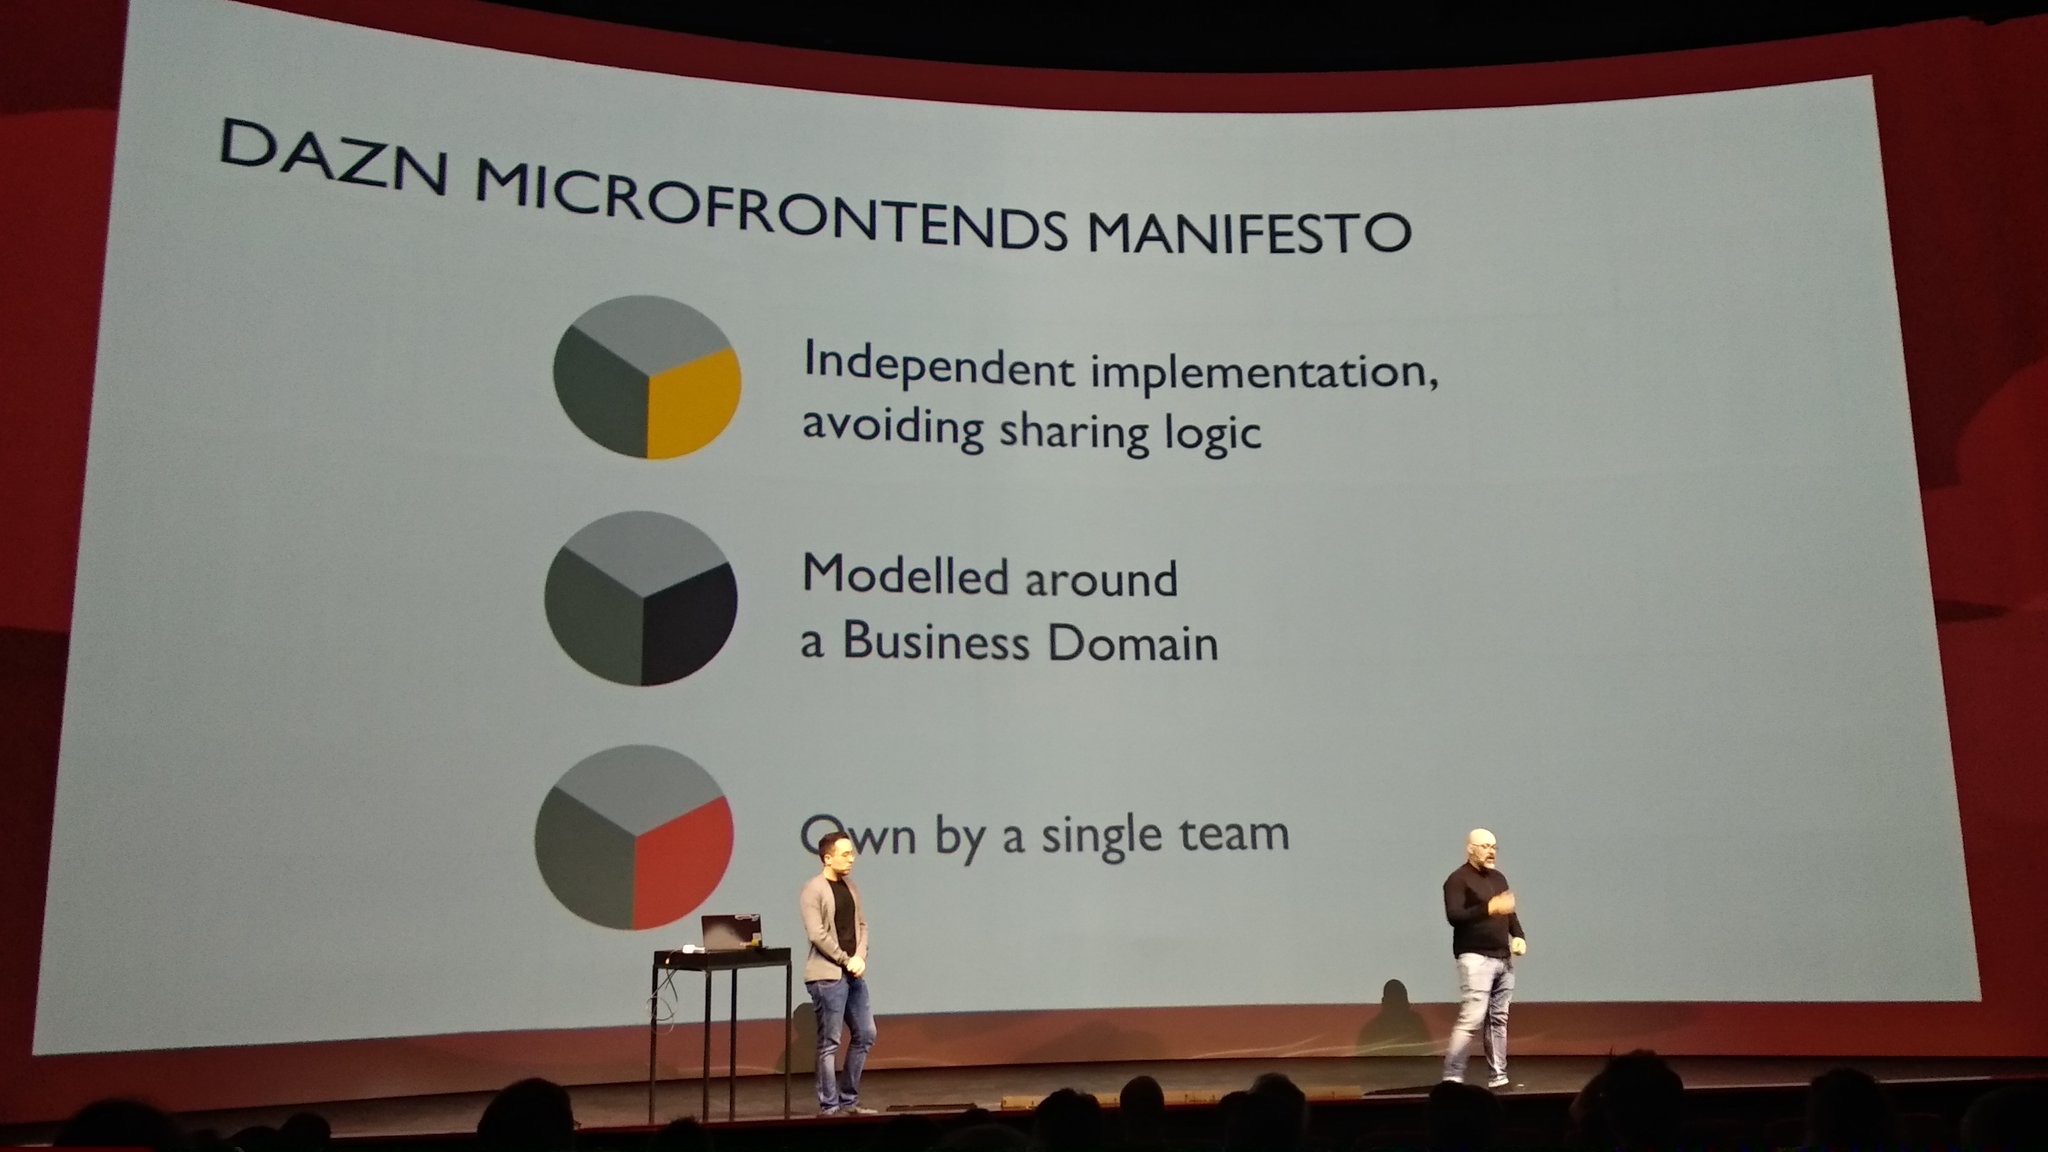 DAZN MICROFRONTENDS MANIFESTO
Independent implementation,
avoiding sharing logic
Modelled around
a Business Domain
Own by a single team